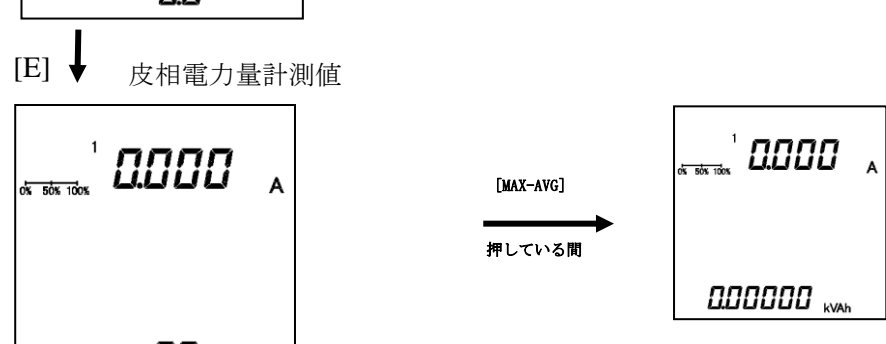 [E] 皮相電力量計測値
1
0.000 A
0% 50% 100%
[MAX-AVG]
押している間
1
0.000 A
0% 50% 100%
0.00000 kVAh